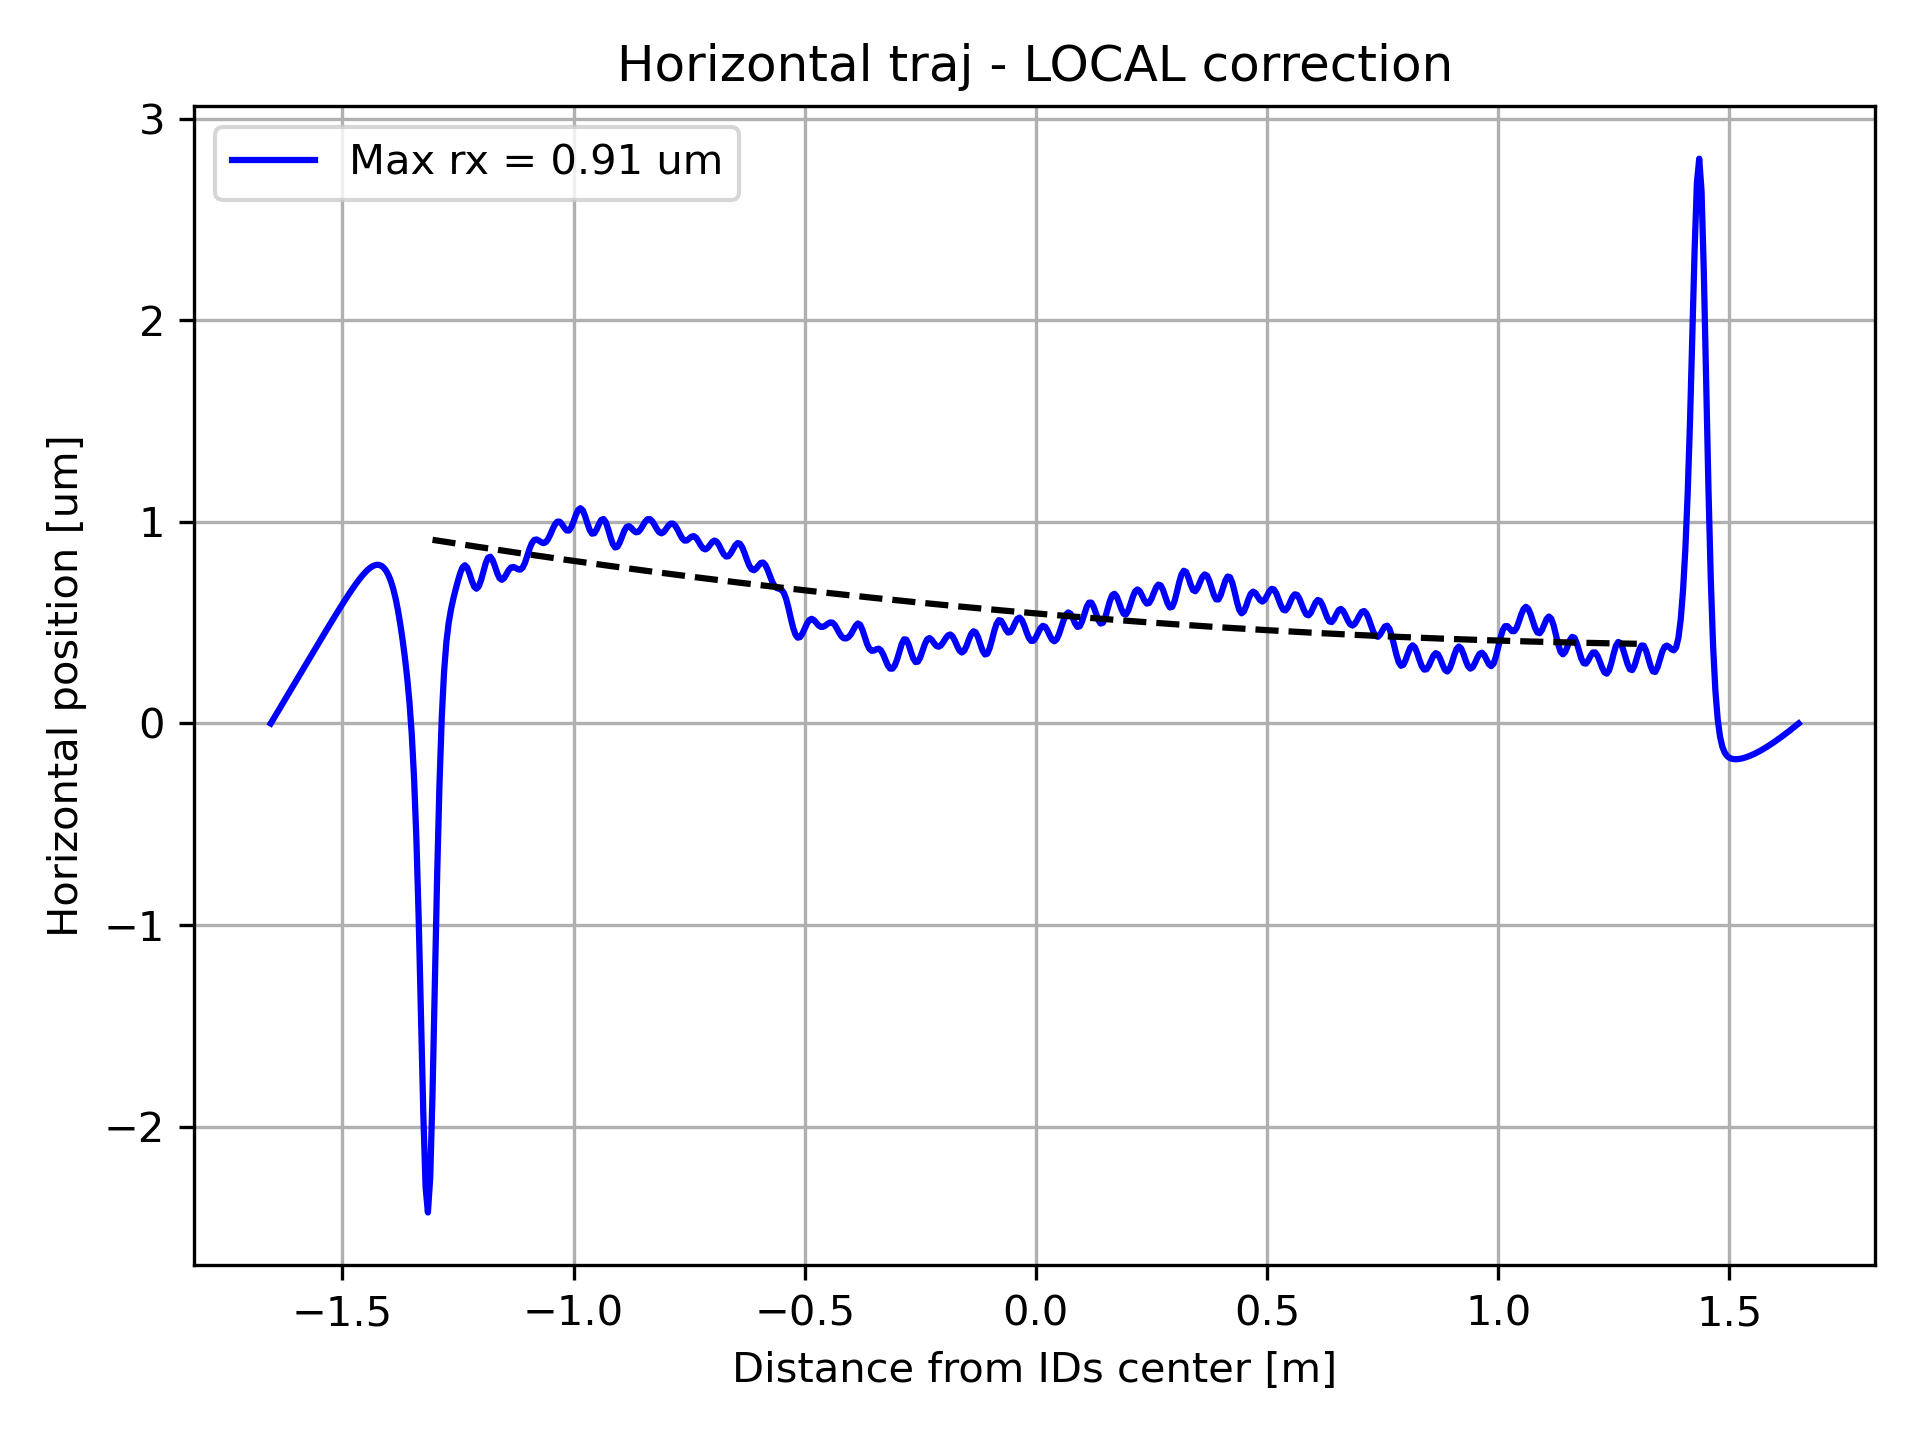 Horizontal traj - LOCAL correction
Max rx = 0.91 um
Horizontal position [um]
3
2
1
0
−1
−2
−1.5 −1.0 −0.5 0.0 0.5 1.0 1.5
Distance from IDs center [m]